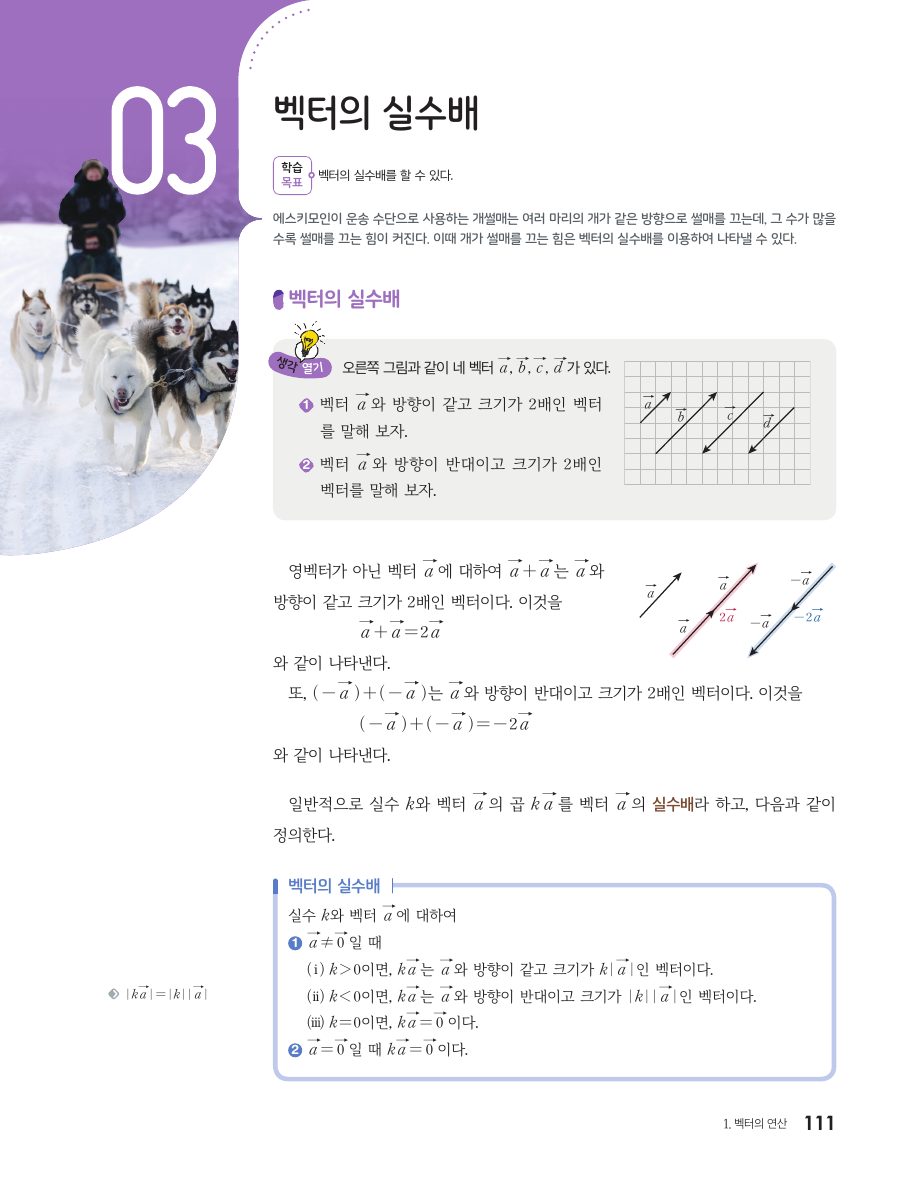 03
벡터의 실수배
학습
목표
벡터의 실수배를 할 수 있다.
에스키모인이 운송 수단으로 사용하는 개썰매는 여러 마리의 개가 같은 방향으로 썰매를 끄는데, 그 수가 많을
수록 썰매를 끄는 힘이 커진다. 이때 개가 썰매를 끄는 힘은 벡터의 실수배를 이용하여 나타낼 수 있다.
벡터의 실수배
생각 열기
오른쪽 그림과 같이 네 벡터 a⃗, b⃗, c⃗, d⃗가 있다.
1 벡터 a⃗와 방향이 같고 크기가 2배인 벡터
를 말해 보자.
2 벡터 a⃗와 방향이 반대이고 크기가 2배인
벡터를 말해 보자.
a⃗
b⃗
c⃗
d⃗
영벡터가 아닌 벡터 a⃗에 대하여 a⃗+a⃗는 a⃗와
방향이 같고 크기가 2배인 벡터이다. 이것을
a⃗+a⃗=2a⃗
a⃗
a⃗
a⃗
2a⃗
-a⃗
-a⃗
-2a⃗
와 같이 나타낸다.
또, (-a⃗)+(-a⃗)는 a⃗와 방향이 반대이고 크기가 2배인 벡터이다. 이것을
(-a⃗)+(-a⃗)=-2a⃗
와 같이 나타낸다.
일반적으로 실수 k와 벡터 a⃗의 곱 ka⃗를 벡터 a⃗의 실수배라 하고, 다음과 같이
정의한다.
벡터의 실수배
실수 k와 벡터 a⃗에 대하여
1 a⃗≠0⃗일 때
(ⅰ) k>0이면, ka⃗는 a⃗와 방향이 같고 크기가 k|a⃗|인 벡터이다.
(ⅱ) k<0이면, ka⃗는 a⃗와 방향이 반대이고 크기가 |k||a⃗|인 벡터이다.
(ⅲ) k=0이면, ka⃗=0⃗이다.
2 a⃗=0⃗일 때 ka⃗=0⃗이다.
|ka⃗|=|k||a⃗|
1. 벡터의 연산 111